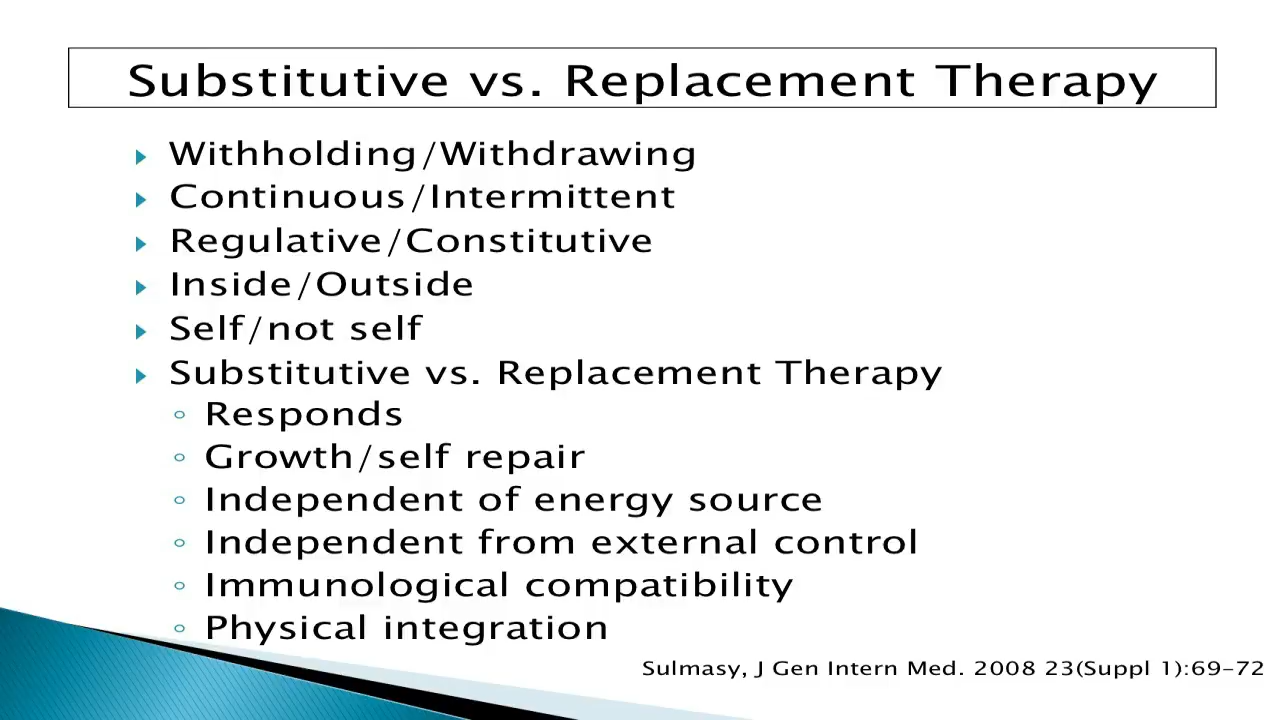 Substitutive vs. Replacement Therapy
Withholding/Withdrawing
Continuous/Intermittent
Regulative/Constitutive
Inside/Outside
Self/not self
Substitutive vs. Replacement Therapy
Responds
Growth/self repair
Independent of energy source
Independent from external control
Immunological compatibility
Physical integration
Sulmasy, J Gen Intern Med. 2008 23(Suppl 1):69-72